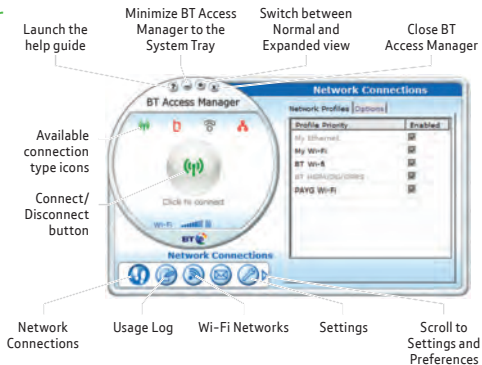 Launch the
help guide
Minimize BT Access
Manager to the
System Tray
Switch between
Normal and
Expanded view
Close BT
Access Manager
BT Access Manager
Available
connection
type icons
Connect/
Disconnect
button
Click to connect
Wi-Fi
BT
Network Connections
Network Connections
Network Profiles Options
Profile Priority Enabled
My Ethernet
My Wi-Fi
BT Wi-fi
PAYG Wi-Fi
Network
Connections
Usage Log
Wi-Fi Networks
Settings
Scroll to
Settings and
Preferences